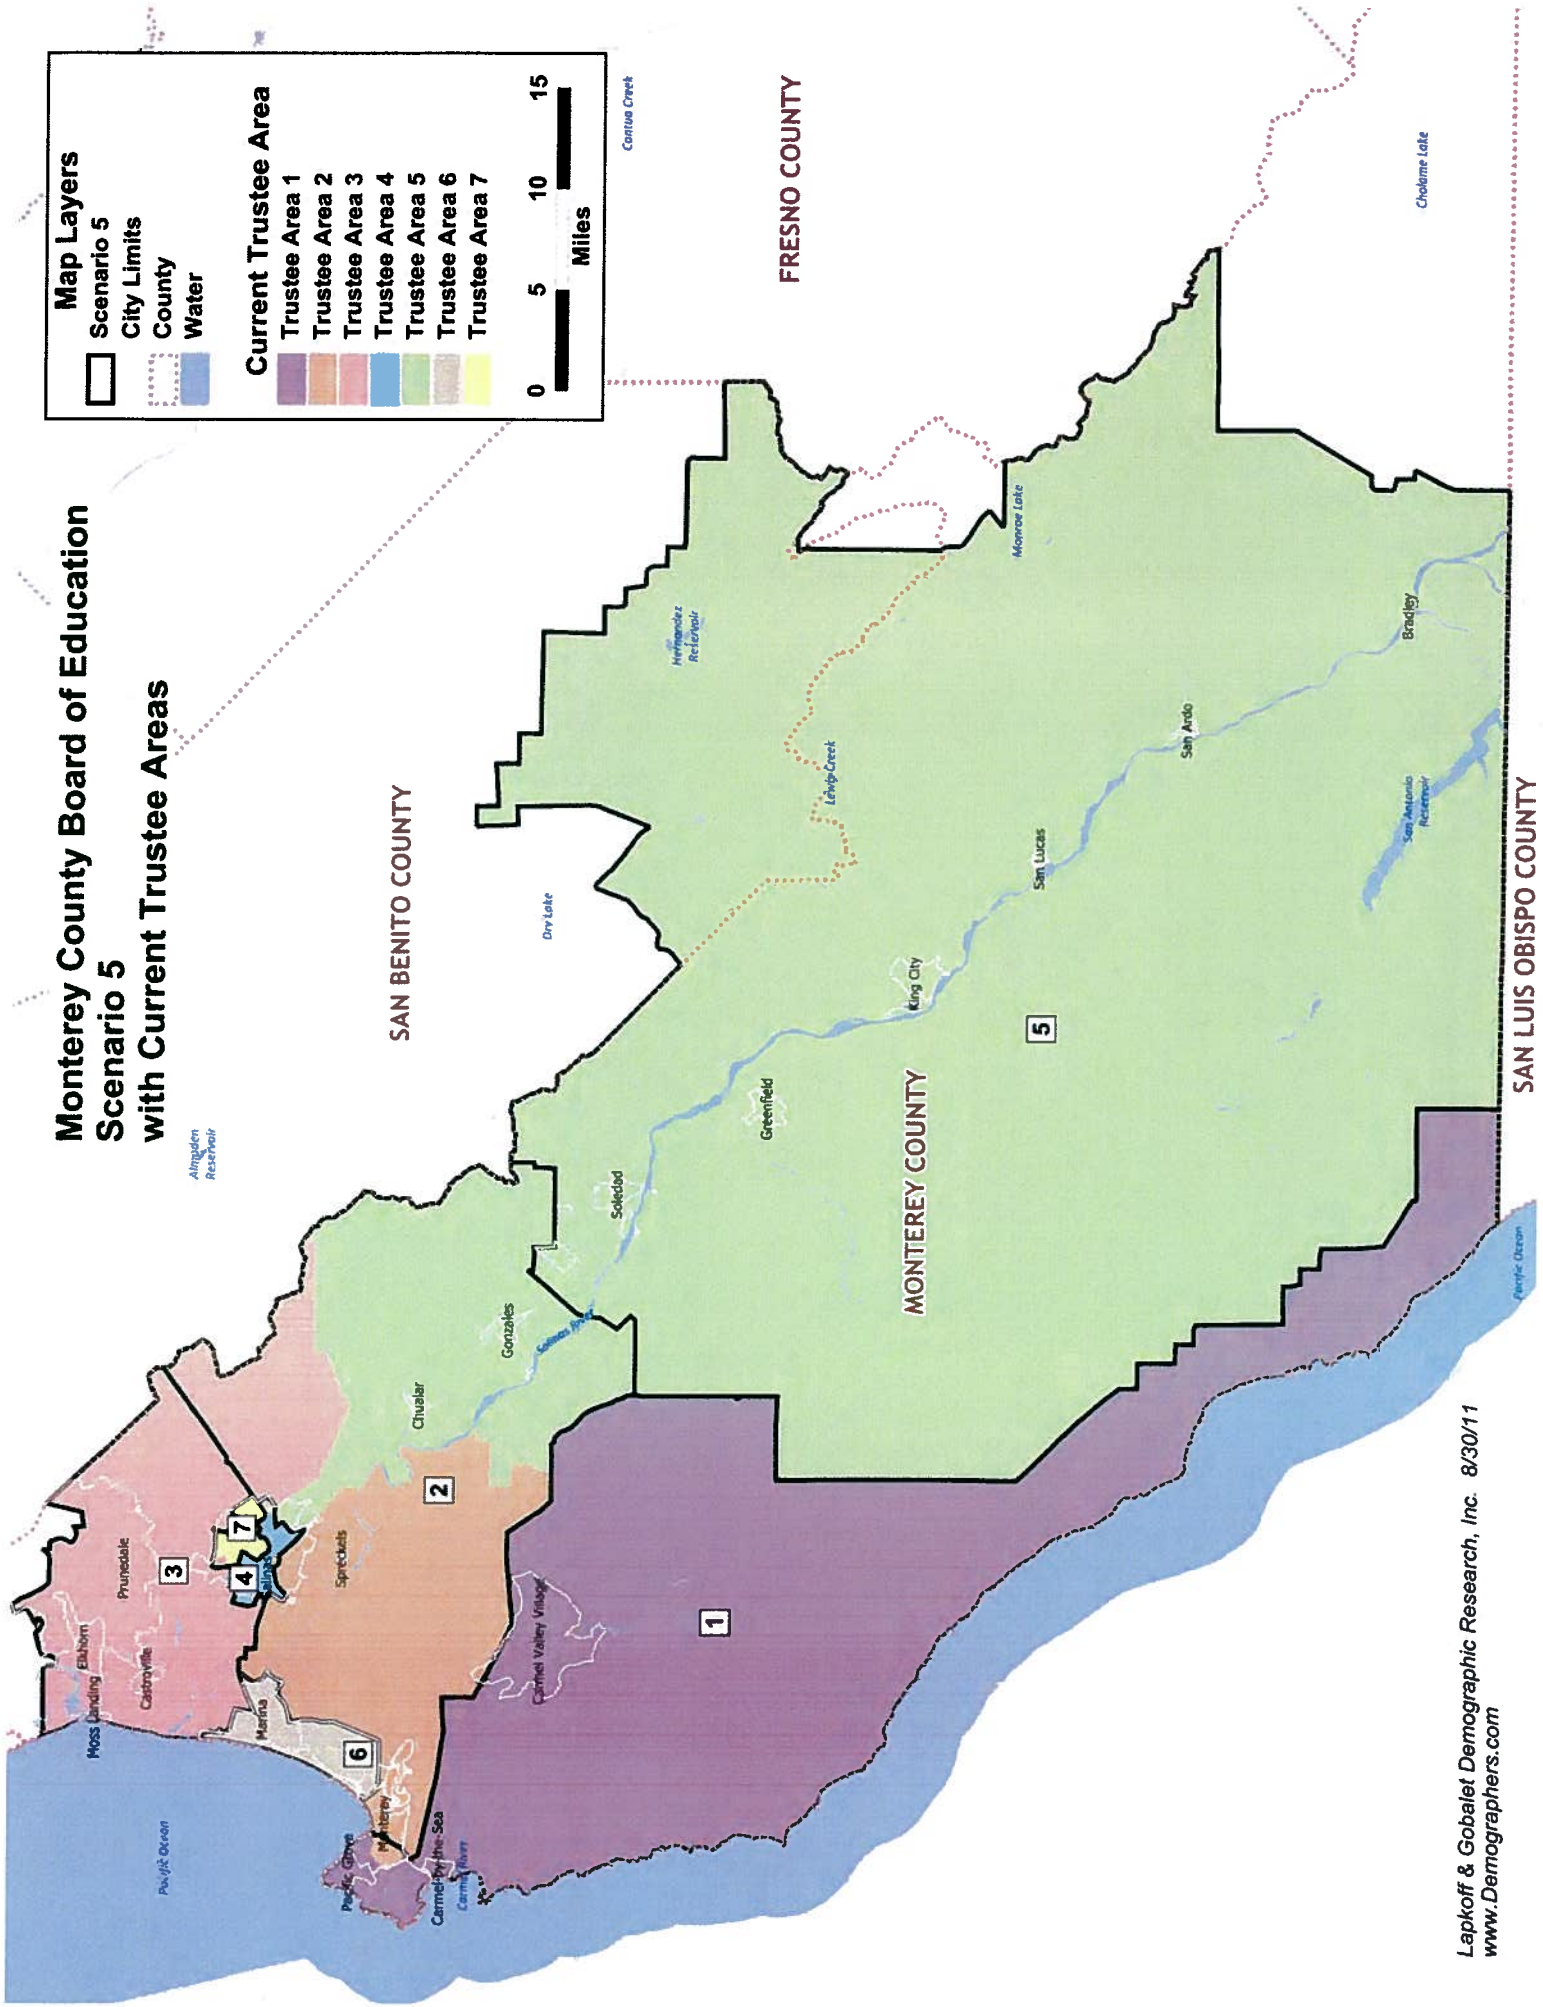 Monterey County Board of Education
Scenario 5
with Current Trustee Areas
Map Layers
Scenario 5
City Limits
County
Water
Current Trustee Area
Trustee Area 1
Trustee Area 2
Trustee Area 3
Trustee Area 4
Trustee Area 5
Trustee Area 6
Trustee Area 7
0 5 10 15
Miles
Cantua Creek
FRESNO COUNTY
Cholame Lake
SAN BENITO COUNTY
Almaden
Reservoir
Dry Lake
Hernandez
Reservoir
Monroe Lake
Lewis Creek
Bradley
San Ardo
San Antonio
Reservoir
San Lucas
King City
5
Greenfield
MONTEREY COUNTY
Soledad
SAN LUIS OBISPO COUNTY
Pacific Ocean
Gonzales
Salinas River
Chualar
2
Spreckels
7
4
Salinas
3
Prunedale
Elkhorn
Castroville
Moss Landing
Marina
6
Monterey
Pacific Grove
Carmel-by-the-Sea
Carmel River
Carmel Valley Village
1
Pacific Ocean
Lapkoff & Gobalet Demographic Research, Inc. 8/30/11
www.Demographers.com